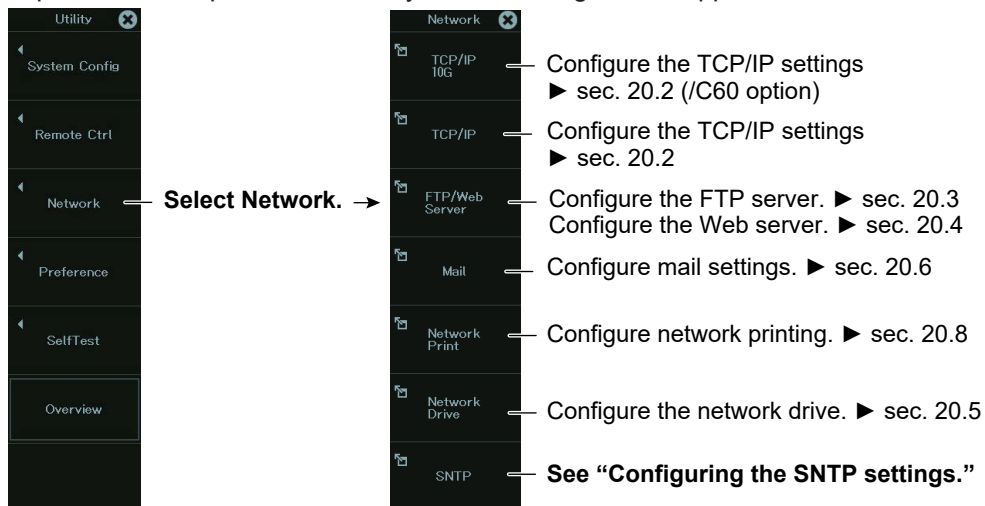 Utility
System Config
Remote Ctrl
Network
Preference
SelfTest
Overview
Select Network.
Network
TCP/IP
10G
Configure the TCP/IP settings
► sec. 20.2 (/C60 option)
TCP/IP
Configure the TCP/IP settings
► sec. 20.2
FTP/Web
Server
Configure the FTP server. ► sec. 20.3
Configure the Web server. ► sec. 20.4
Mail
Configure mail settings. ► sec. 20.6
Network
Print
Configure network printing. ► sec. 20.8
Network
Drive
Configure the network drive. ► sec. 20.5
SNTP
See “Configuring the SNTP settings.”